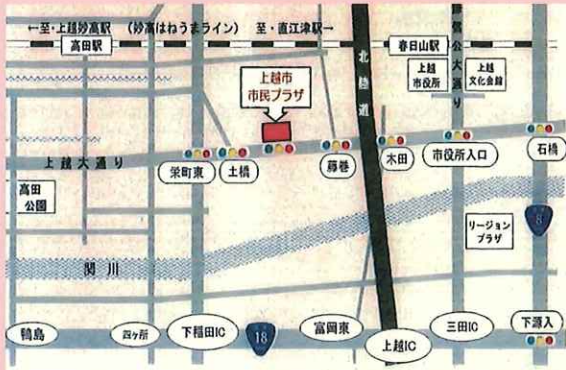 ←至・上越妙高駅 (妙高はねうまライン) 至・直江津駅→
高田駅
春日山駅
上越市
市民プラザ
北陸道
謙信公大通り
上越
市役所
上越
文化会館
上越大通り
栄町東
土橋
藤巻
木田
市役所入口
石橋
高田
公園
リージョン
プラザ
8
関川
鴨島
四ヶ所
下稲田IC
18
富岡東
上越IC
三田IC
下源入